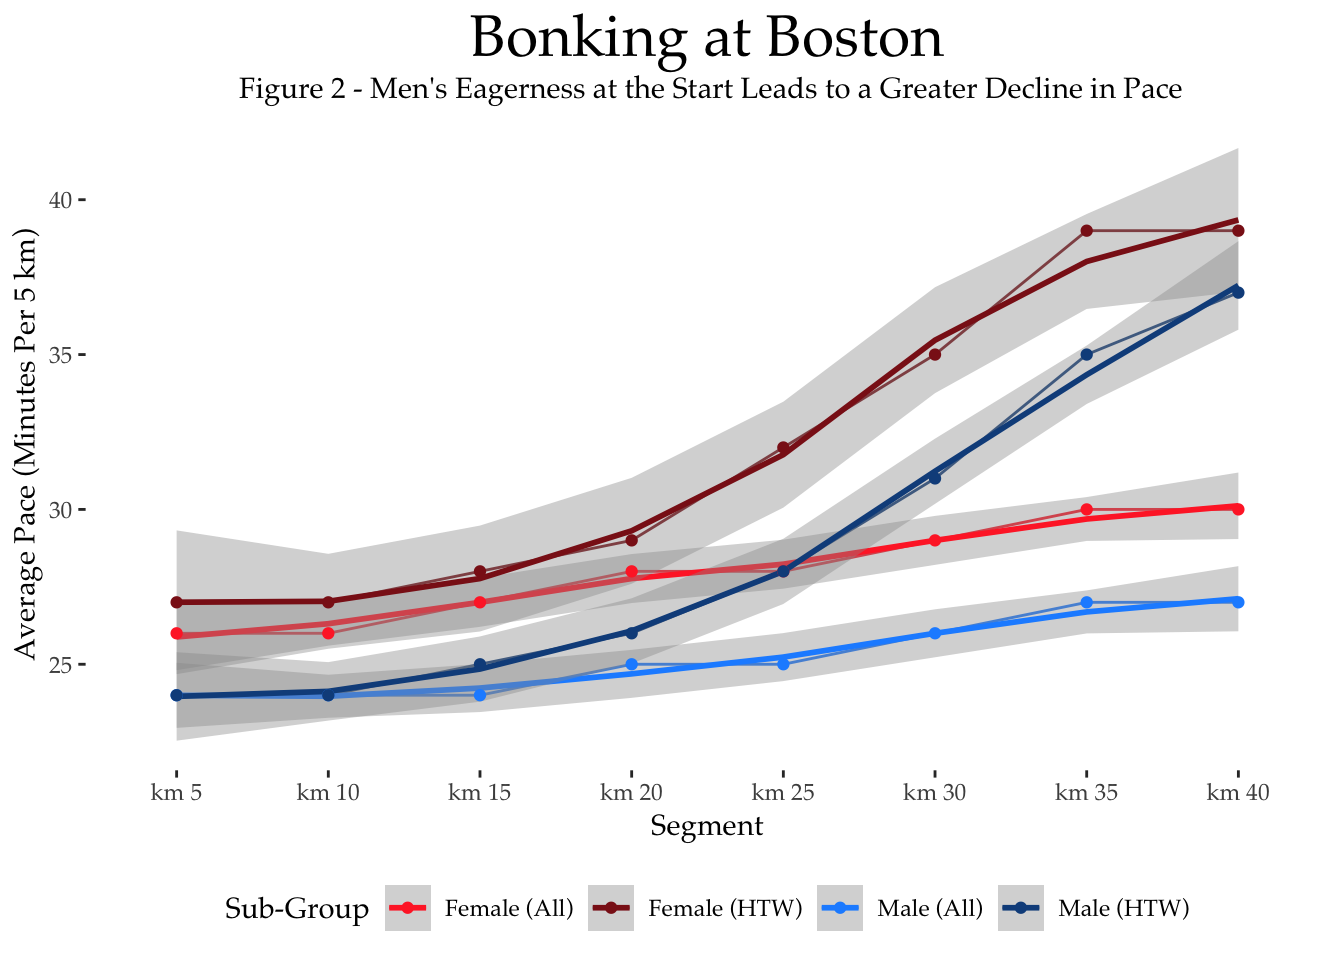 Bonking at Boston
Figure 2 - Men's Eagerness at the Start Leads to a Greater Decline in Pace
Average Pace (Minutes Per 5 km)
40
35
30
25
km 5 km 10 km 15 km 20 km 25 km 30 km 35 km 40
Segment
Sub-Group Female (All) Female (HTW) Male (All) Male (HTW)